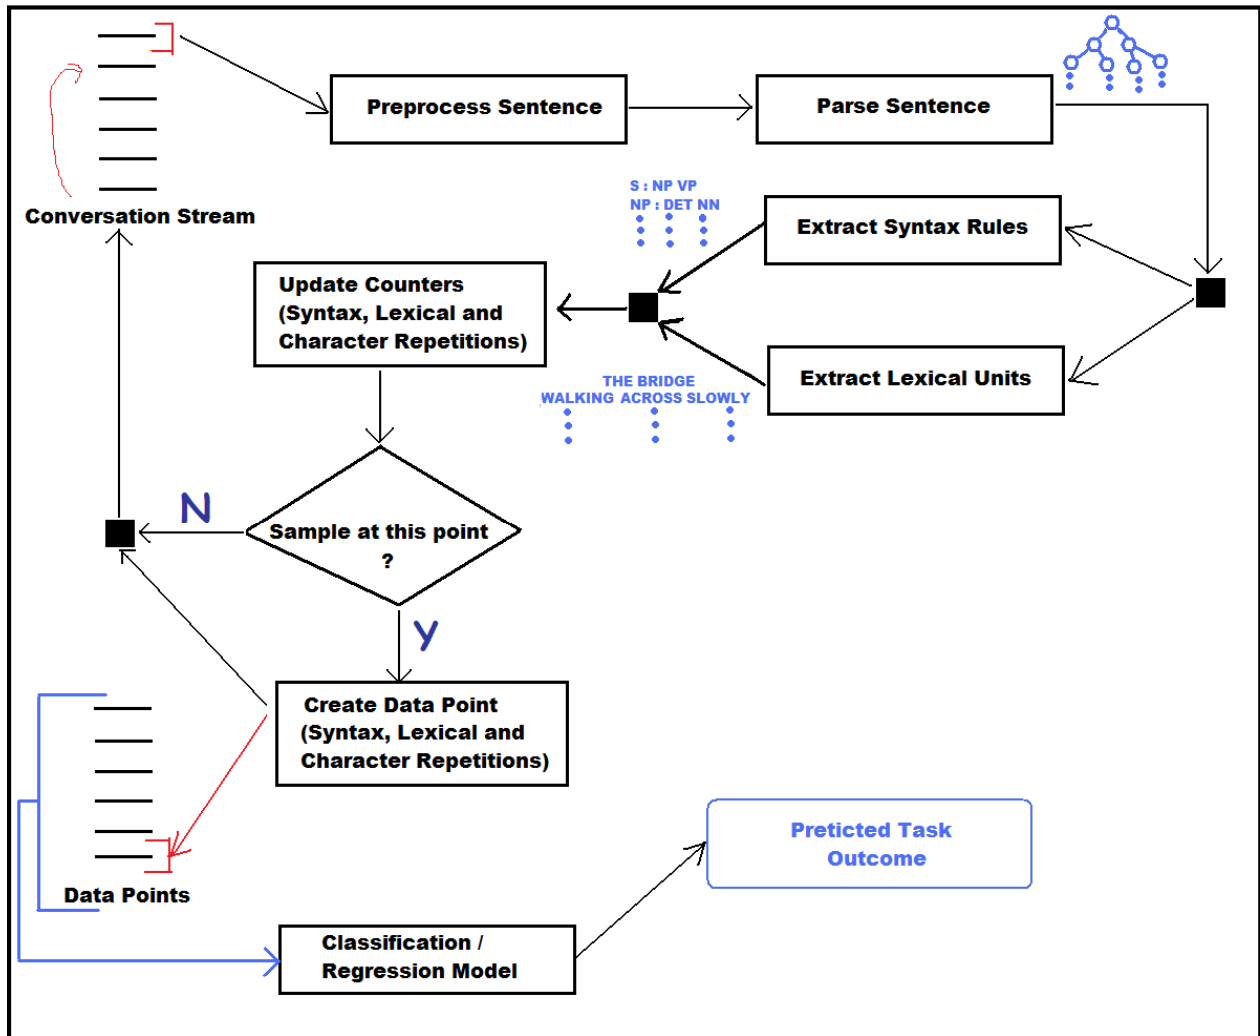 Conversation Stream
Preprocess Sentence
Parse Sentence
S : NP VP
NP : DET NN
Extract Syntax Rules
Extract Lexical Units
THE BRIDGE
WALKING ACROSS SLOWLY
Update Counters
(Syntax, Lexical and
Character Repetitions)
Sample at this point
?
N
Y
Create Data Point
(Syntax, Lexical and
Character Repetitions)
Data Points
Classification /
Regression Model
Preticted Task
Outcome